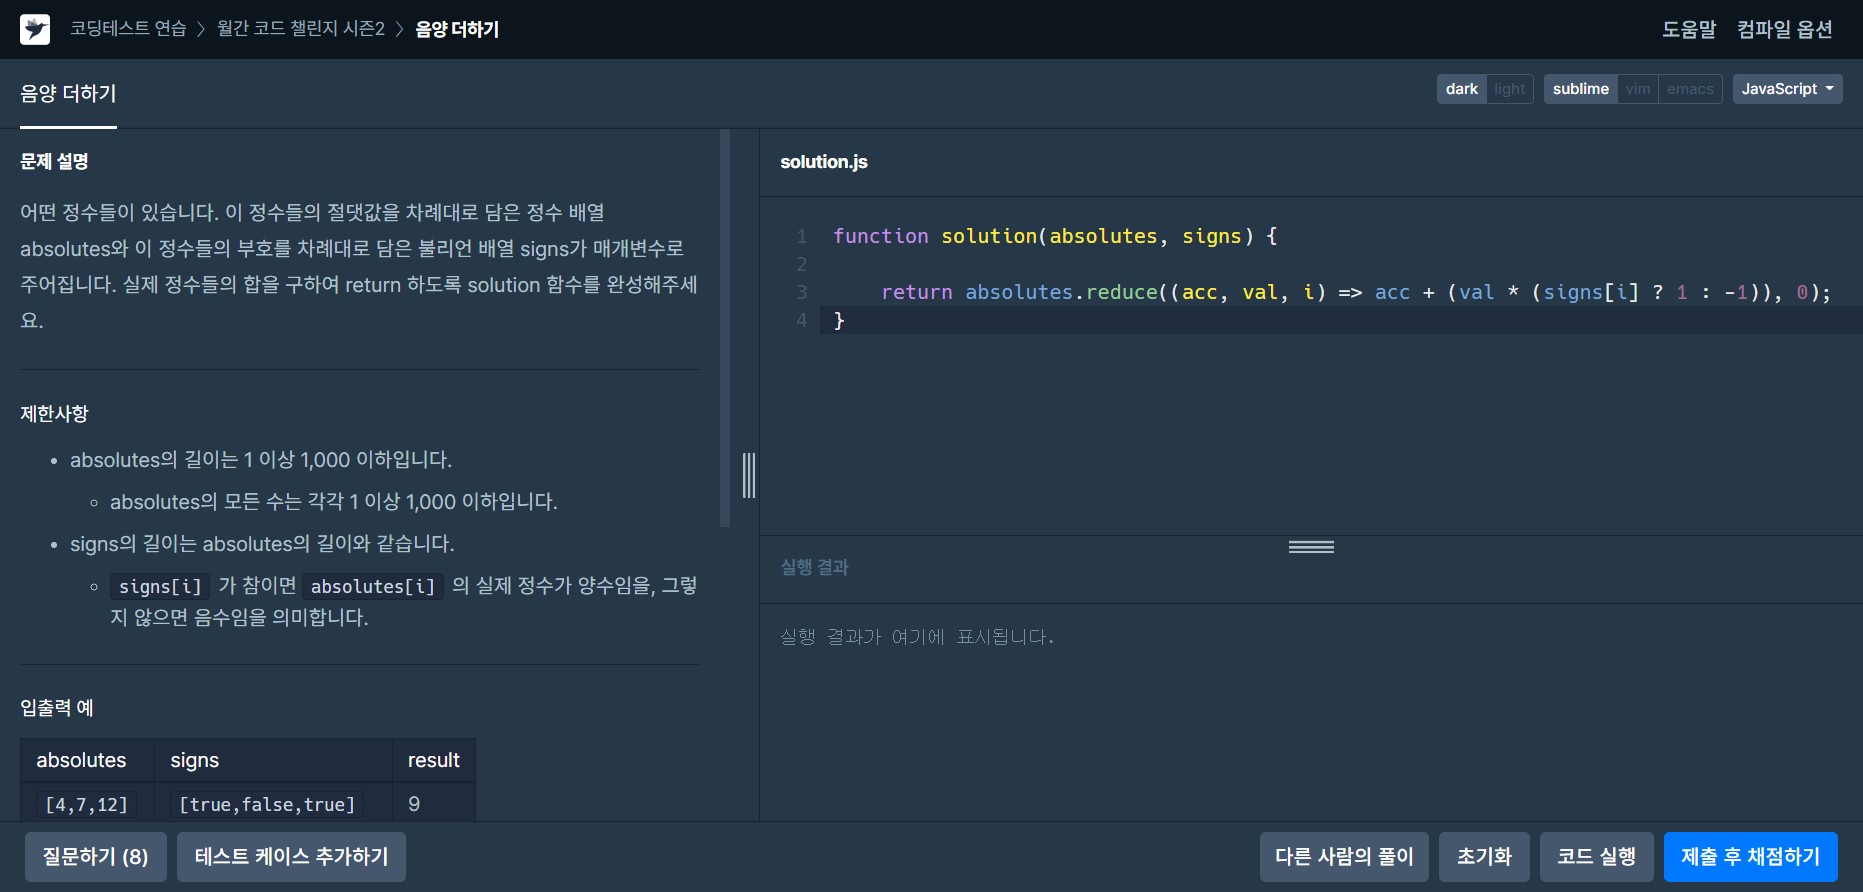 코딩테스트 연습 > 월간 코드 챌린지 시즌2 > 음양 더하기
도움말 컴파일 옵션
음양 더하기
dark light sublime vim emacs JavaScript
문제 설명
어떤 정수들이 있습니다. 이 정수들의 절댓값을 차례대로 담은 정수 배열
absolutes와 이 정수들의 부호를 차례대로 담은 불리언 배열 signs가 매개변수로
주어집니다. 실제 정수들의 합을 구하여 return 하도록 solution 함수를 완성해주세
요.
제한사항
absolutes의 길이는 1 이상 1,000 이하입니다.
absolutes의 모든 수는 각각 1 이상 1,000 이하입니다.
signs의 길이는 absolutes의 길이와 같습니다.
signs[i] 가 참이면 absolutes[i] 의 실제 정수가 양수임을, 그렇
지 않으면 음수임을 의미합니다.
입출력 예
absolutes signs result
[4,7,12] [true,false,true] 9
solution.js
1 function solution(absolutes, signs) {
2
3 return absolutes.reduce((acc, val, i) => acc + (val * (signs[i] ? 1 : -1)), 0);
4 }
실행 결과
실행 결과가 여기에 표시됩니다.
질문하기 (8) 테스트 케이스 추가하기
다른 사람의 풀이 초기화 코드 실행 제출 후 채점하기